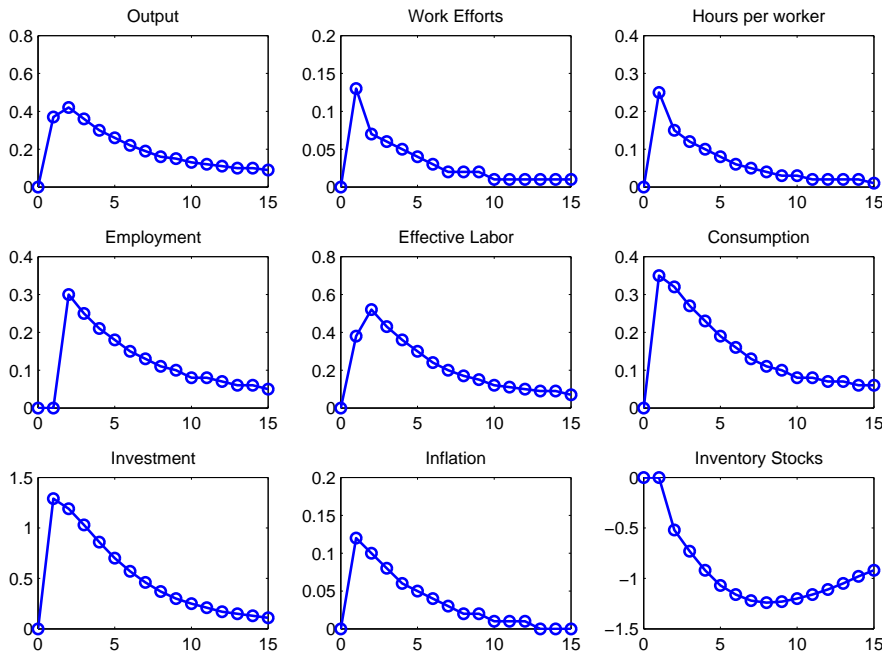 Output
Work Efforts
Hours per worker
0.8
0.6
0.4
0.2
0
0 5 10 15
0.2
0.15
0.1
0.05
0
0 5 10 15
0.4
0.3
0.2
0.1
0
0 5 10 15
Employment
Effective Labor
Consumption
0.4
0.3
0.2
0.1
0
0 5 10 15
0.8
0.6
0.4
0.2
0
0 5 10 15
0.4
0.3
0.2
0.1
0
0 5 10 15
Investment
Inflation
Inventory Stocks
1.5
1
0.5
0
0 5 10 15
0.2
0.15
0.1
0.05
0
0 5 10 15
0
−0.5
−1
−1.5
0 5 10 15